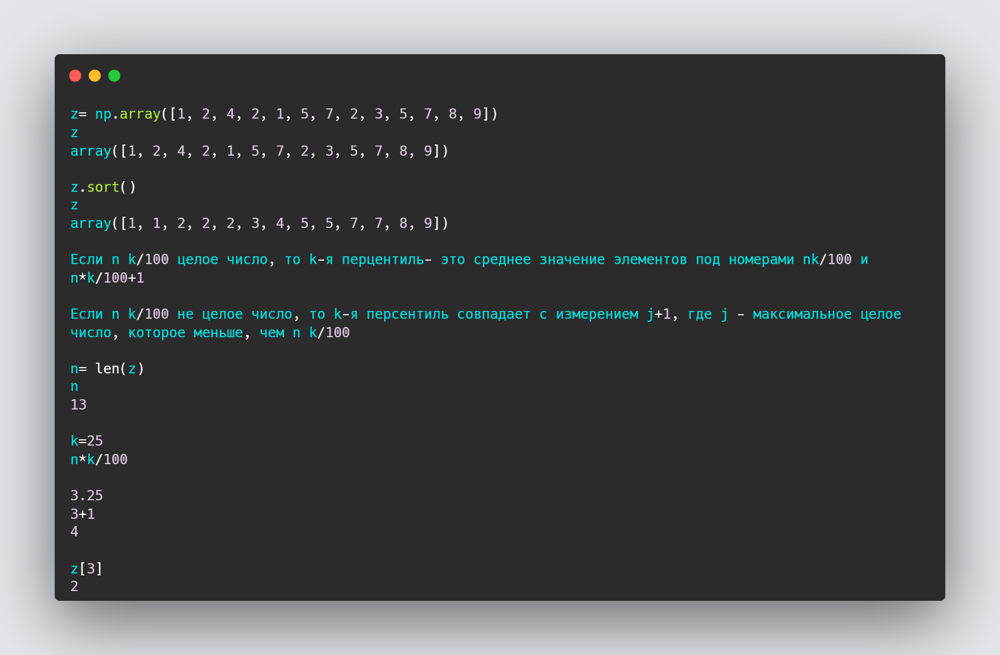 z= np.array([1, 2, 4, 2, 1, 5, 7, 2, 3, 5, 7, 8, 9])
z
array([1, 2, 4, 2, 1, 5, 7, 2, 3, 5, 7, 8, 9])
z.sort()
z
array([1, 1, 2, 2, 2, 3, 4, 5, 5, 7, 7, 8, 9])
Если n k/100 целое число, то k-я перцентиль- это среднее значение элементов под номерами nk/100 и
n*k/100+1
Если n k/100 не целое число, то k-я персентиль совпадает с измерением j+1, где j - максимальное целое
число, которое меньше, чем n k/100
n= len(z)
n
13
k=25
n*k/100
3.25
3+1
4
z[3]
2